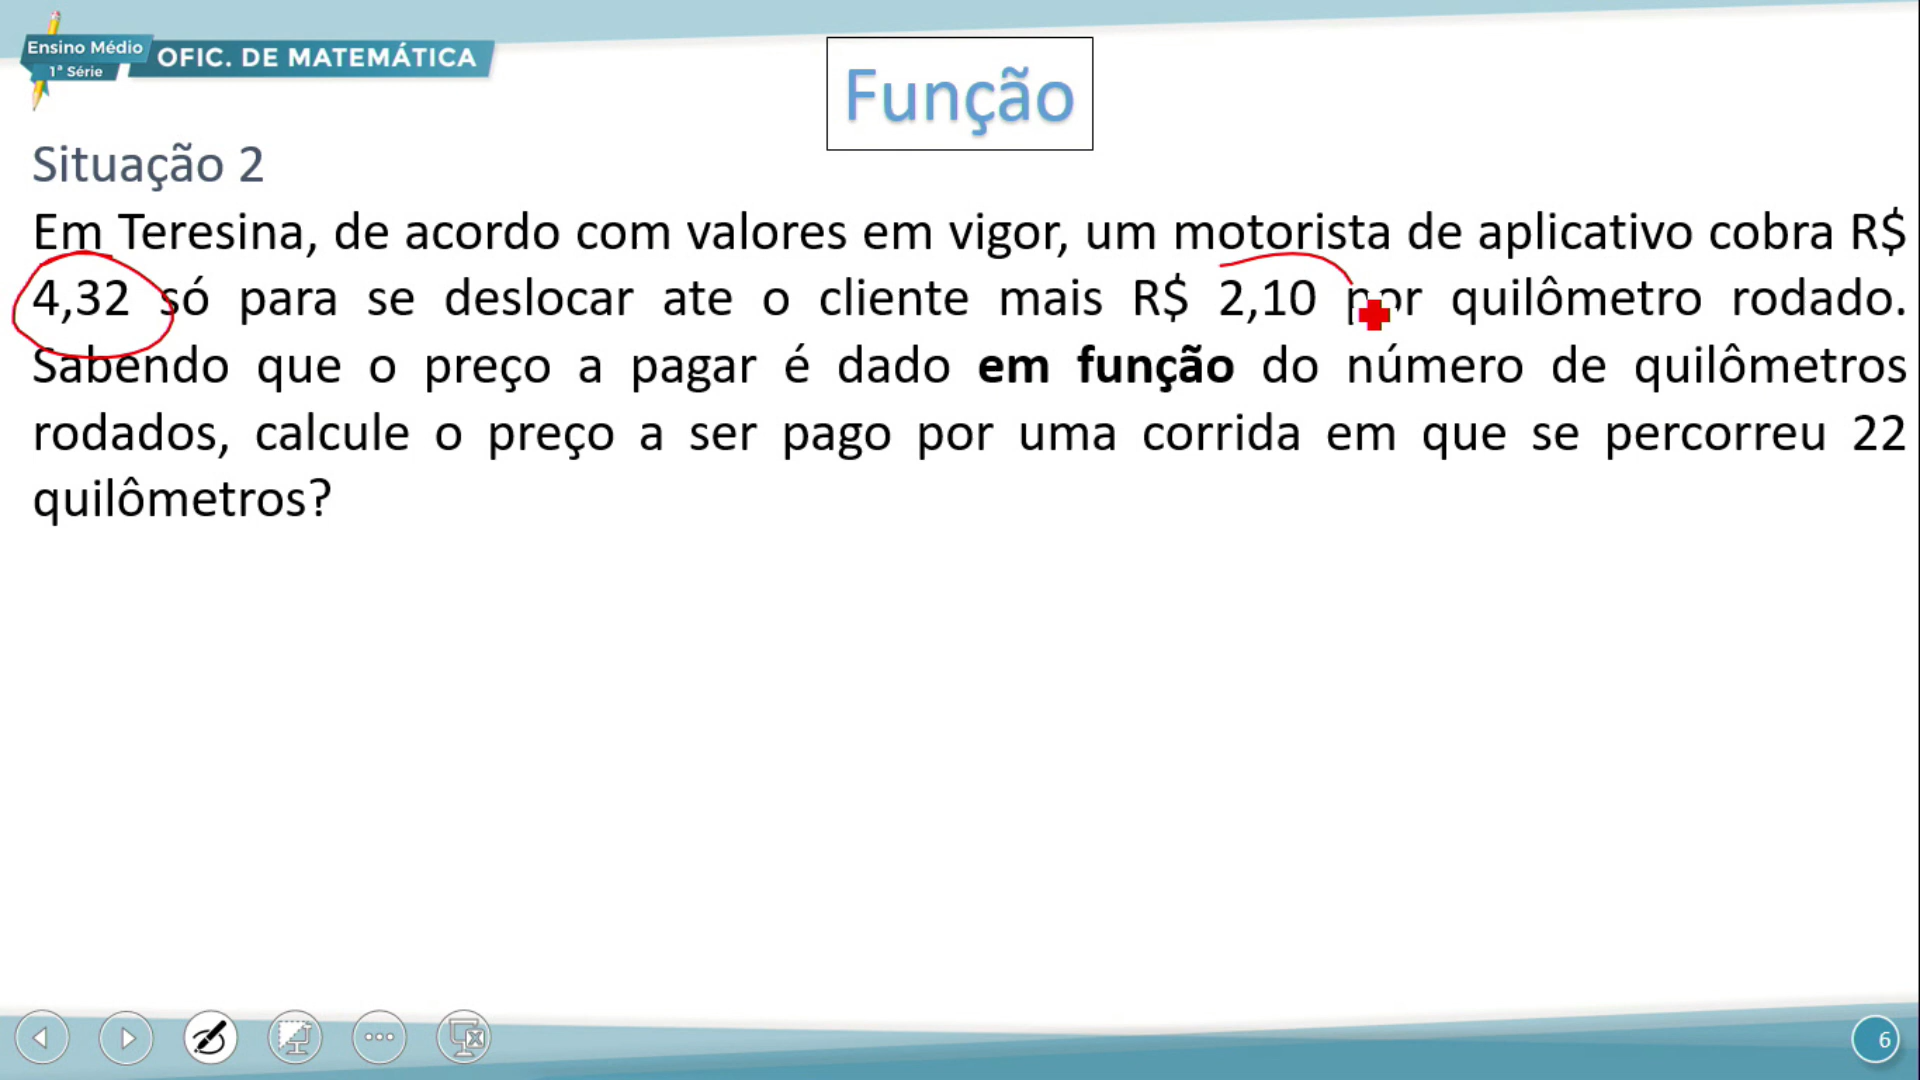 Ensino Médio
1ª Série
OFIC. DE MATEMÁTICA
Função
Situação 2
Em Teresina, de acordo com valores em vigor, um motorista de aplicativo cobra R$
4,32 só para se deslocar ate o cliente mais R$ 2,10 por quilômetro rodado.
Sabendo que o preço a pagar é dado em função do número de quilômetros
rodados, calcule o preço a ser pago por uma corrida em que se percorreu 22
quilômetros?
6